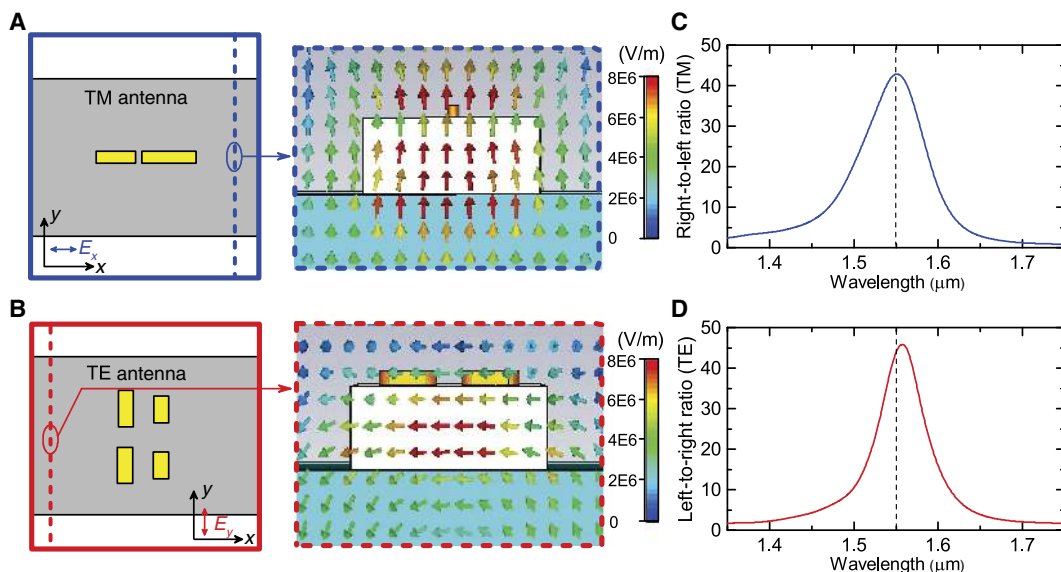 A
TM antenna
y
E_x
x
(V/m)
8E6
6E6
4E6
2E6
0
C
Right-to-left ratio (TM)
50
40
30
20
10
0
1.4 1.5 1.6 1.7
Wavelength (μm)
B
TE antenna
y
E_y
x
(V/m)
8E6
6E6
4E6
2E6
0
D
Left-to-right ratio (TE)
50
40
30
20
10
0
1.4 1.5 1.6 1.7
Wavelength (μm)